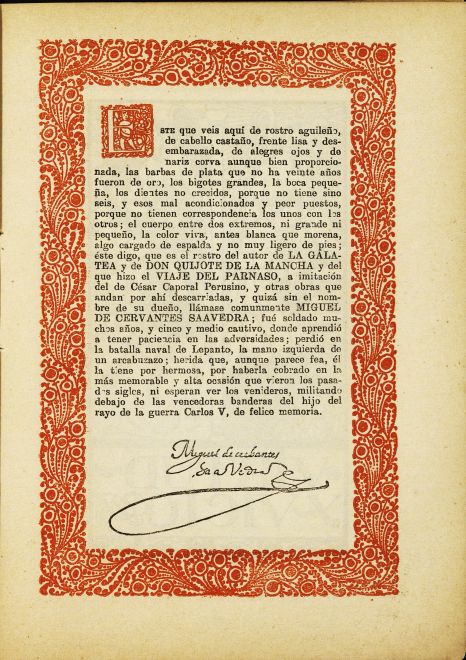 ESTE que veis aquí de rostro aguileño,
de cabello castaño, frente lisa y des-
embarazada, de alegres ojos y de
nariz corva aunque bien proporcio-
nada, las barbas de plata que no ha veinte años
fueron de oro, los bigotes grandes, la boca peque-
ña, los dientes no crecidos, porque no tiene sino
seis, y esos mal acondicionados y peor puestos,
porque no tienen correspondencia los unos con los
otros; el cuerpo entre dos extremos, ni grande ni
pequeño, la color viva, antes blanca que morena,
algo cargado de espalda y no muy ligero de pies;
éste digo, que es el rostro del autor de LA GALA-
TEA y de DON QUIJOTE DE LA MANCHA y del
que hizo el VIAJE DEL PARNASO, a imitación
del de César Caporal Perusino, y otras obras que
andan por ahí descarriadas, y quizá sin el nom-
bre de su dueño, llámase comunmente MIGUEL
DE CERVANTES SAAVEDRA; fué soldado mu-
chos años, y cinco y medio cautivo, donde aprendió
a tener paciencia en las adversidades; perdió en
la batalla naval de Lepanto, la mano izquierda de
un arcabuzazo; herida que, aunque parece fea, él
la tiene por hermosa, por haberla cobrado en la
más memorable y alta ocasión que vieron los pasa-
dos siglos, ni esperan ver los venideros, militando
debajo de las vencedoras banderas del hijo del
rayo de la guerra Carlos V, de felice memoria.
Miguel de cerbantes
Saavedra